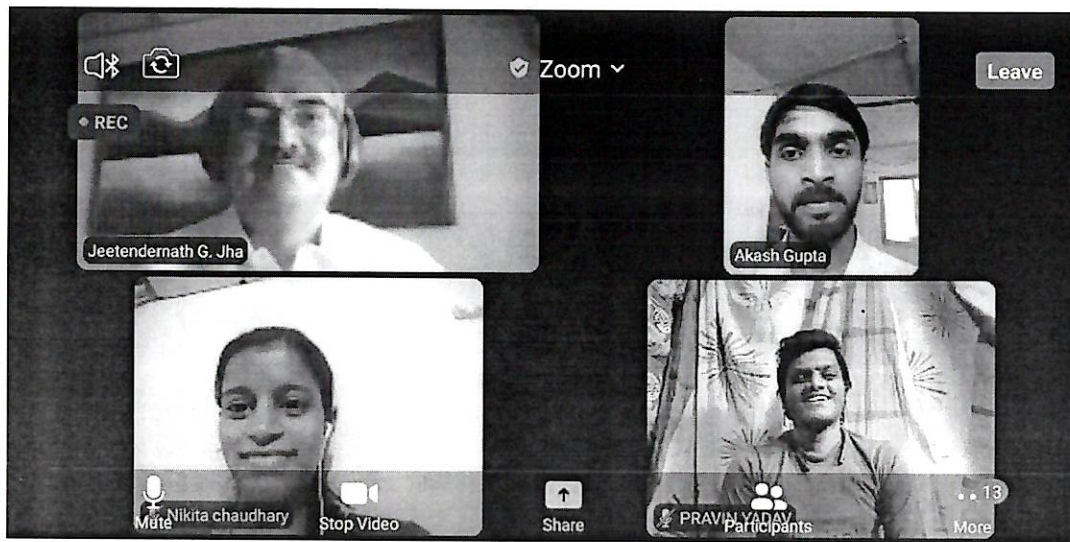 Zoom
Leave
REC
Jeetendernath G. Jha
Akash Gupta
Mute
Nikita chaudhary
Stop Video
Share
PRAVIN YADAV
Participants
13
More